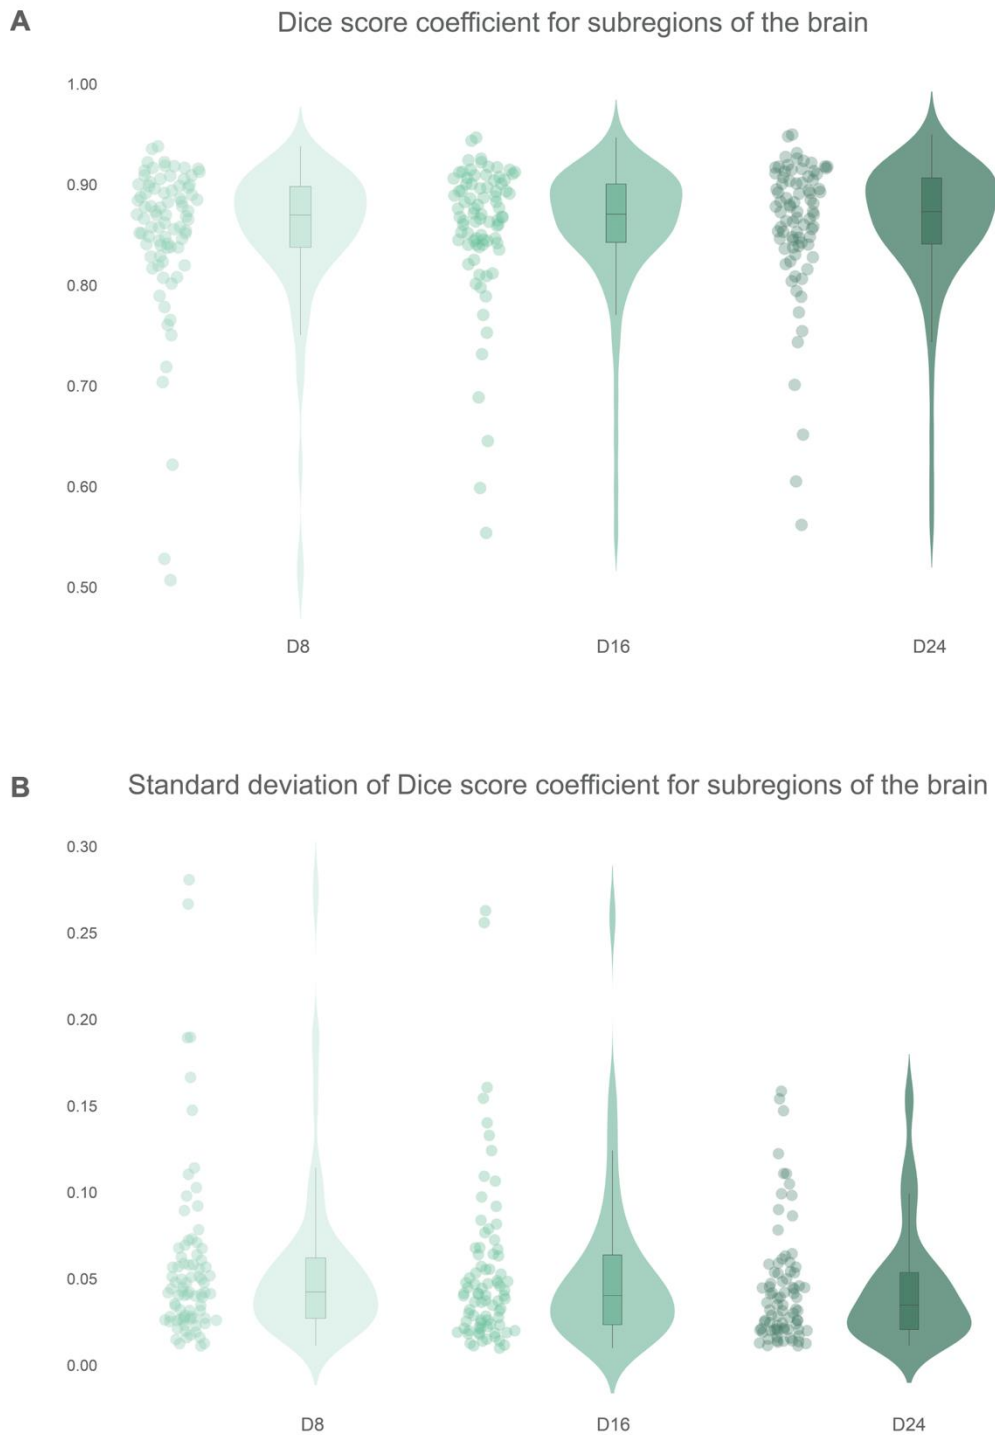 A
Dice score coefficient for subregions of the brain
1.00
0.90
0.80
0.70
0.60
0.50
D8 D16 D24
B
Standard deviation of Dice score coefficient for subregions of the brain
0.30
0.25
0.20
0.15
0.10
0.05
0.00
D8 D16 D24